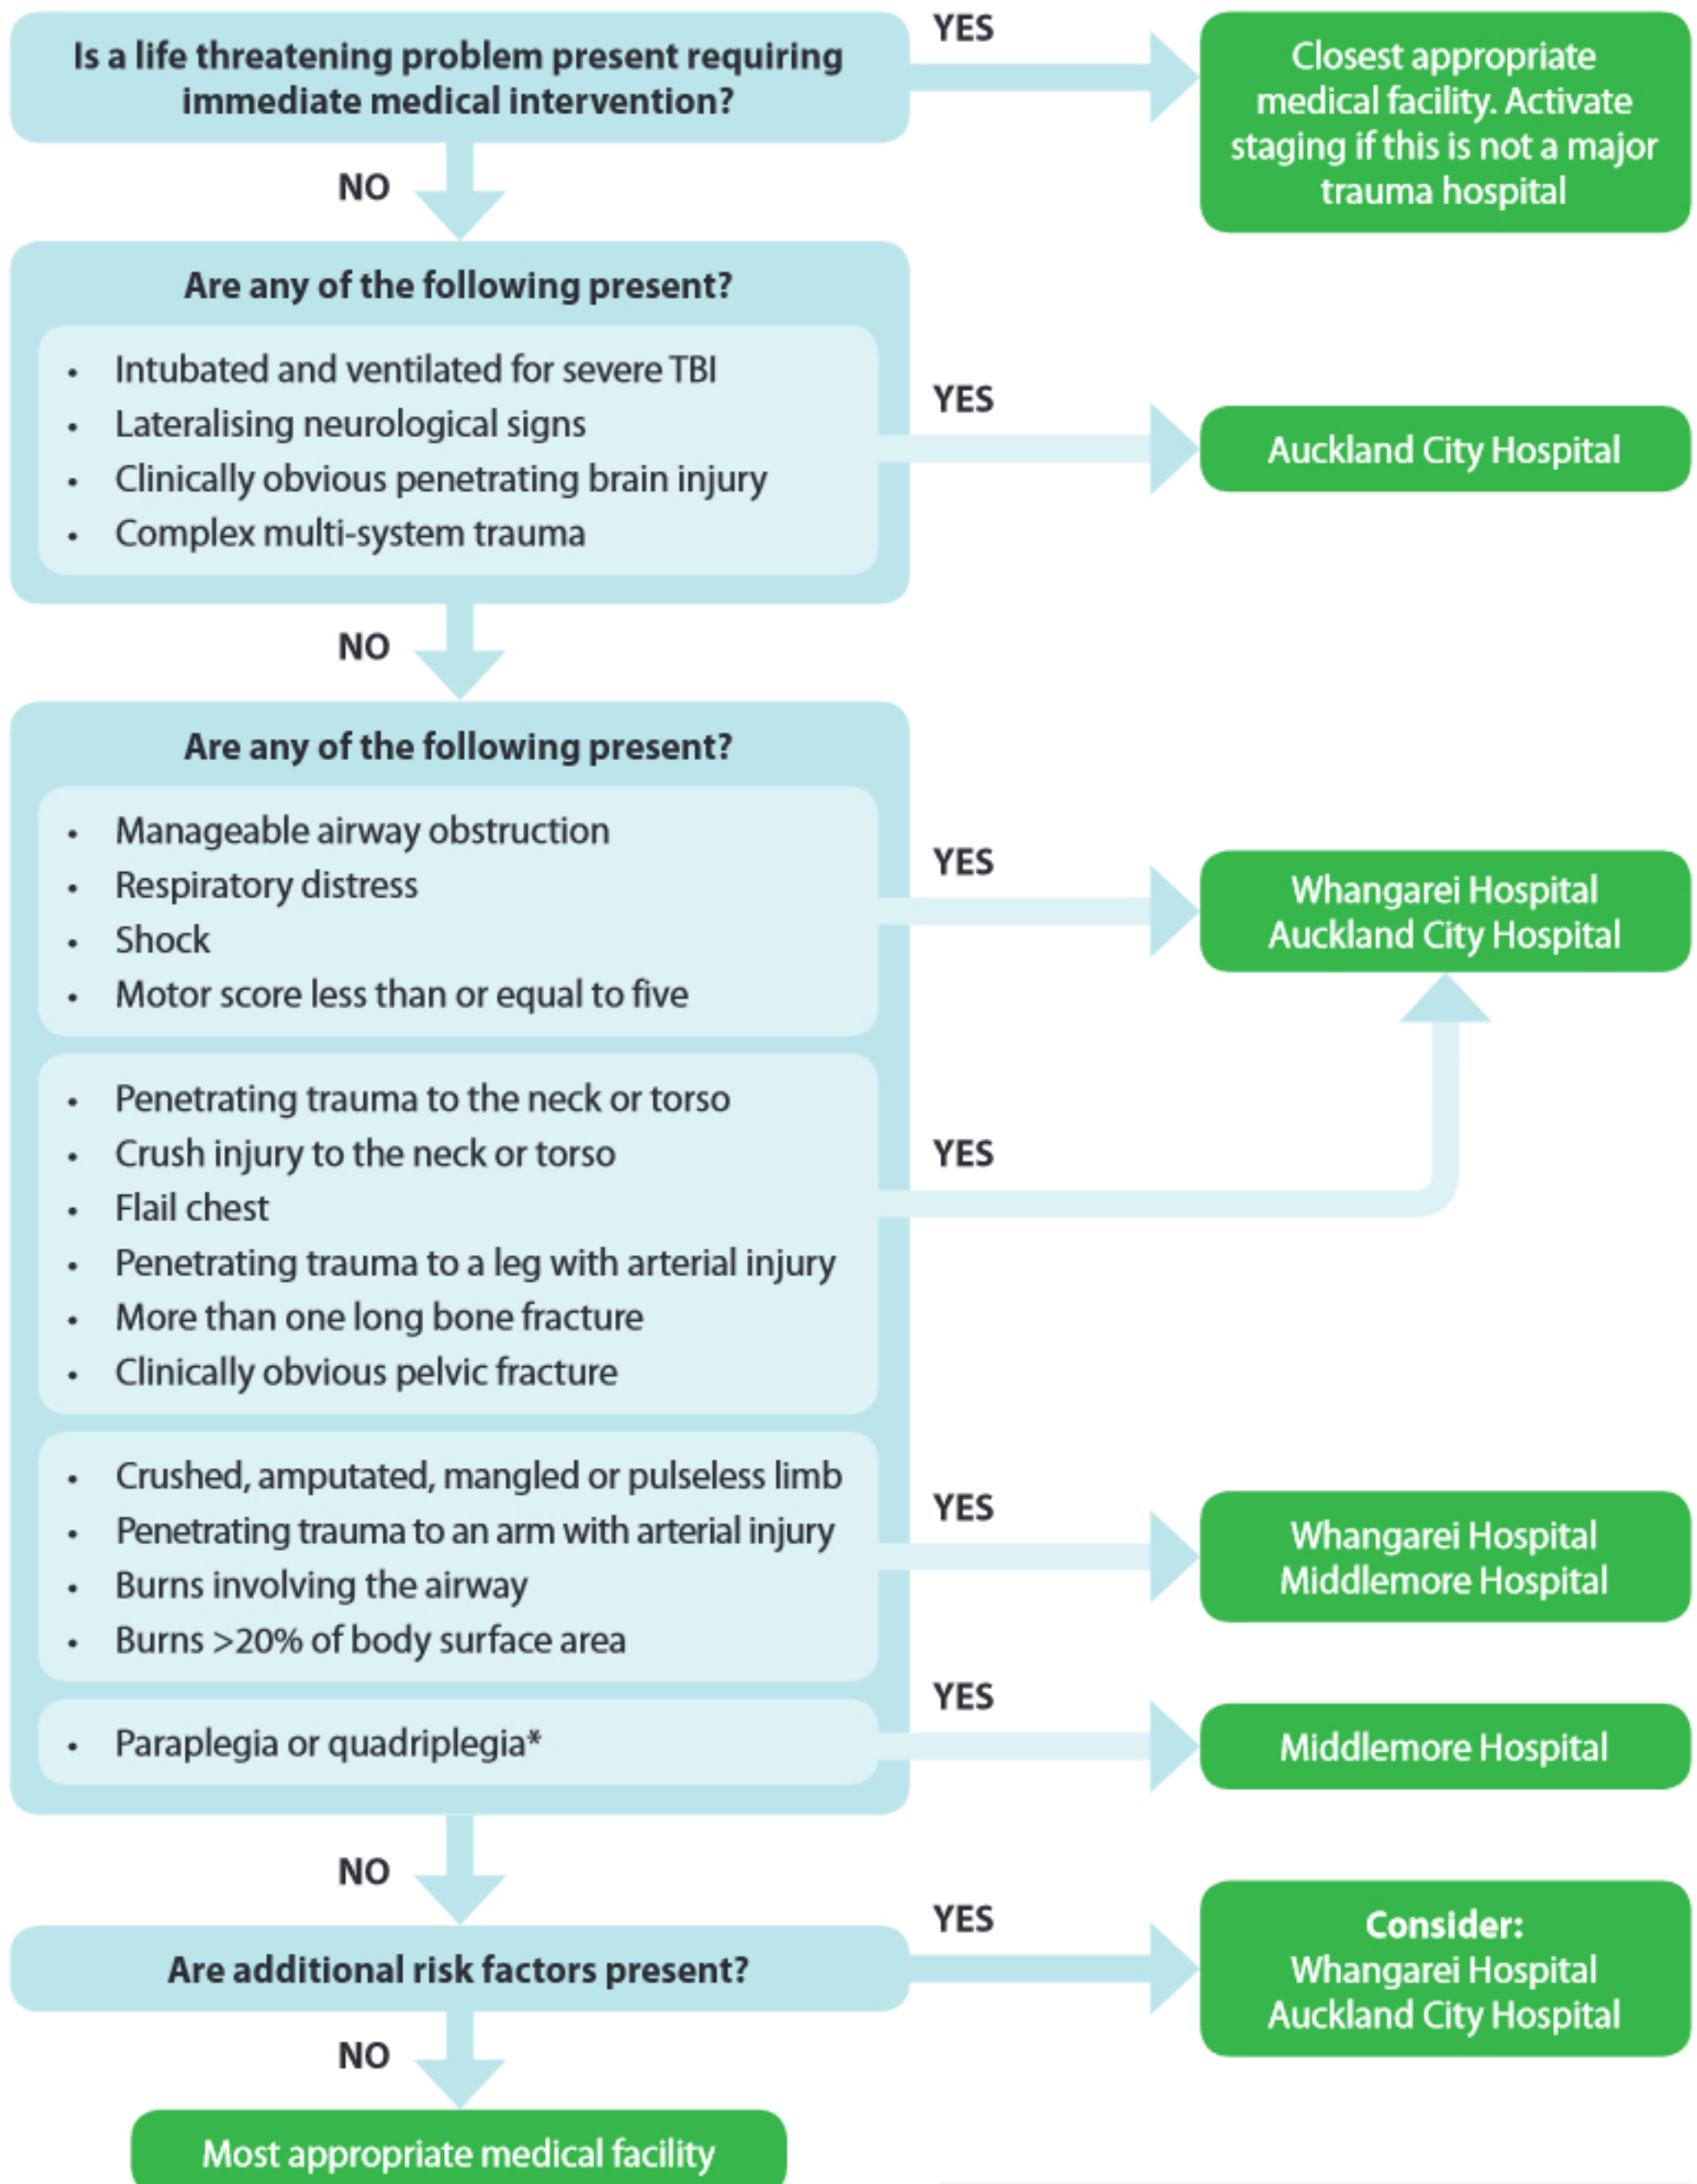 Is a life threatening problem present requiring
immediate medical intervention?
YES
Closest appropriate
medical facility. Activate
staging if this is not a major
trauma hospital
NO
Are any of the following present?
• Intubated and ventilated for severe TBI
• Lateralising neurological signs
• Clinically obvious penetrating brain injury
• Complex multi-system trauma
YES
Auckland City Hospital
NO
Are any of the following present?
• Manageable airway obstruction
• Respiratory distress
• Shock
• Motor score less than or equal to five
YES
Whangarei Hospital
Auckland City Hospital
• Penetrating trauma to the neck or torso
• Crush injury to the neck or torso
• Flail chest
• Penetrating trauma to a leg with arterial injury
• More than one long bone fracture
• Clinically obvious pelvic fracture
YES
• Crushed, amputated, mangled or pulseless limb
• Penetrating trauma to an arm with arterial injury
• Burns involving the airway
• Burns >20% of body surface area
YES
Whangarei Hospital
Middlemore Hospital
• Paraplegia or quadriplegia*
YES
Middlemore Hospital
NO
Are additional risk factors present?
YES
Consider:
Whangarei Hospital
Auckland City Hospital
NO
Most appropriate medical facility